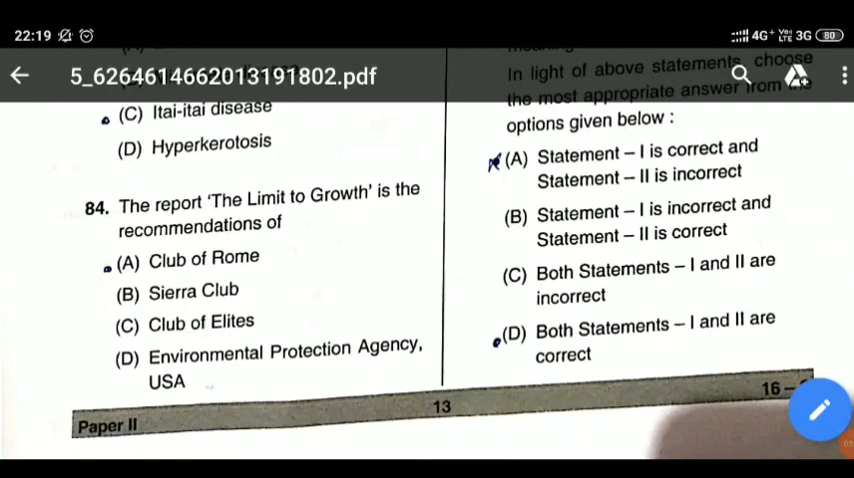 22:19
4G+ VoLTE 3G 80
5_6264614662013191802.pdf
(C) Itai-itai disease
(D) Hyperkerotosis
84. The report 'The Limit to Growth' is the
recommendations of
(A) Club of Rome
(B) Sierra Club
(C) Club of Elites
(D) Environmental Protection Agency,
USA
In light of above statements, choose
the most appropriate answer from the
options given below :
(A) Statement – I is correct and
Statement – II is incorrect
(B) Statement – I is incorrect and
Statement – II is correct
(C) Both Statements – I and II are
incorrect
(D) Both Statements – I and II are
correct
Paper II
13
16 –